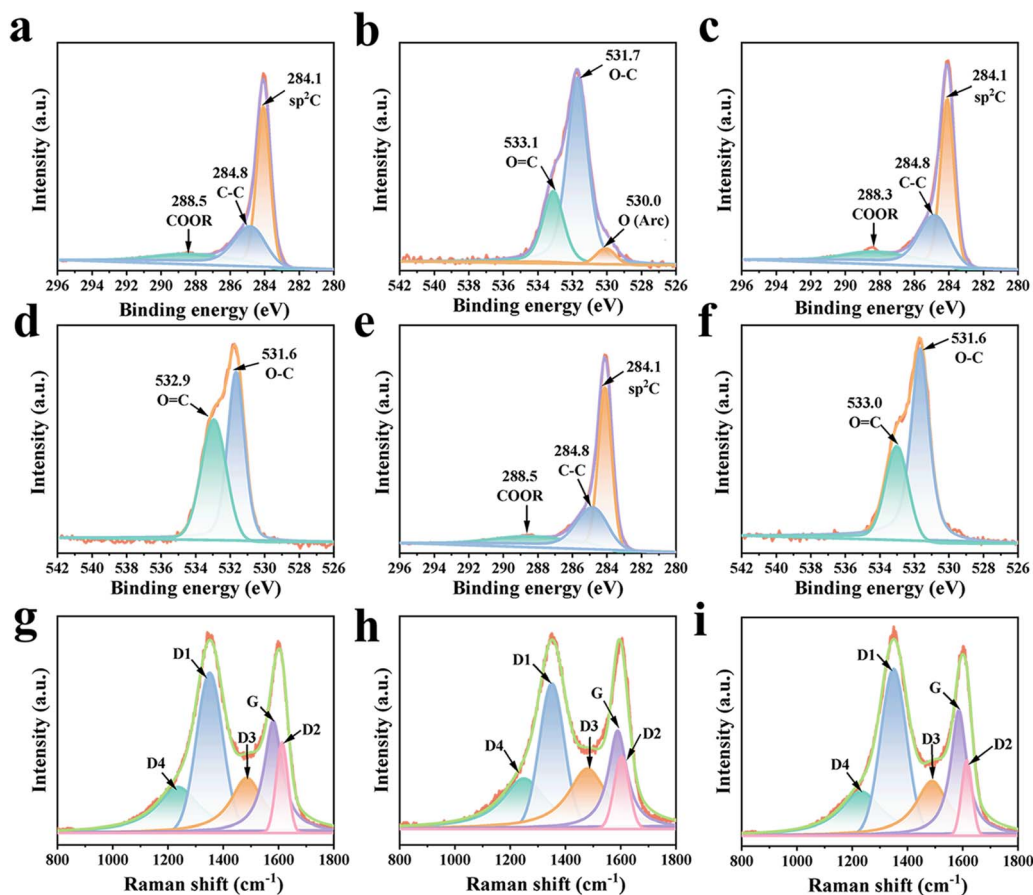 a
Intensity (a.u.)
284.1
sp²C
284.8
C-C
288.5
COOR
296 294 292 290 288 286 284 282 280
Binding energy (eV)
b
Intensity (a.u.)
531.7
O-C
533.1
O=C
530.0
O (Arc)
542 540 538 536 534 532 530 528 526
Binding energy (eV)
c
Intensity (a.u.)
284.1
sp²C
284.8
C-C
288.3
COOR
296 294 292 290 288 286 284 282 280
Binding energy (eV)
d
Intensity (a.u.)
531.6
O-C
532.9
O=C
542 540 538 536 534 532 530 528 526
Binding energy (eV)
e
Intensity (a.u.)
284.1
sp²C
284.8
C-C
288.5
COOR
296 294 292 290 288 286 284 282 280
Binding energy (eV)
f
Intensity (a.u.)
531.6
O-C
533.0
O=C
542 540 538 536 534 532 530 528 526
Binding energy (eV)
g
Intensity (a.u.)
D1
G
D2
D3
D4
800 1000 1200 1400 1600 1800
Raman shift (cm⁻¹)
h
Intensity (a.u.)
D1
G
D2
D3
D4
800 1000 1200 1400 1600 1800
Raman shift (cm⁻¹)
i
Intensity (a.u.)
D1
G
D2
D3
D4
800 1000 1200 1400 1600 1800
Raman shift (cm⁻¹)